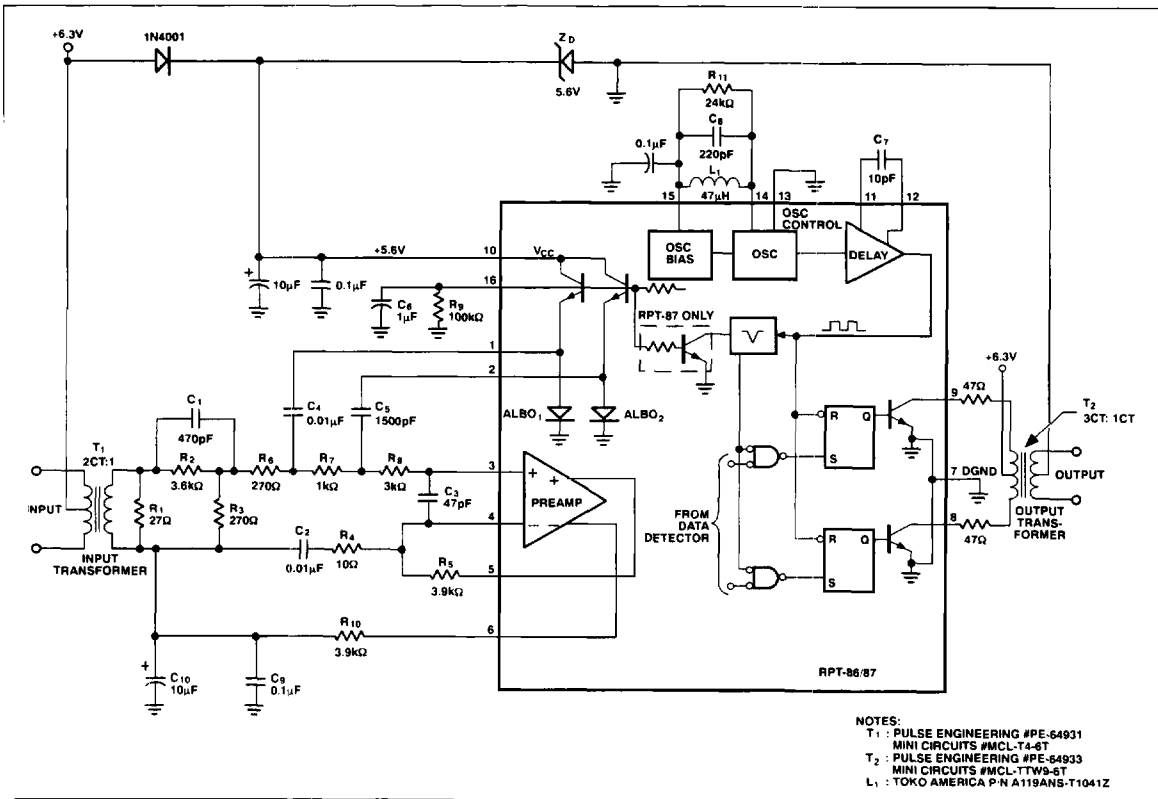 +6.3V
1N4001
ZD
5.6V
R11
24kΩ
C8
220pF
0.1µF
L1
47µH
C7
10pF
15
14
13
11
12
OSC
CONTROL
OSC
BIAS
OSC
DELAY
+5.6V
10
VCC
10µF
0.1µF
16
C6
1µF
R9
100kΩ
RPT-87 ONLY
1
2
C4
0.01µF
C5
1500pF
ALBO1
ALBO2
+6.3V
9
47Ω
T2
3CT: 1CT
C1
470pF
T1
2CT:1
R2
3.6kΩ
R6
270Ω
R7
1kΩ
R8
3kΩ
3
+ +
PREAMP
– –
C3
47pF
4
R Q
S
7 DGND
OUTPUT
INPUT
R1
27Ω
R3
270Ω
INPUT
TRANSFORMER
C2
0.01µF
R4
10Ω
R5
3.9kΩ
5
FROM
DATA
DETECTOR
R Q
S
8
47Ω
OUTPUT
TRANS-
FORMER
R10
3.9kΩ
6
C10
10µF
C9
0.1µF
RPT-86/87
NOTES:
T1 : PULSE ENGINEERING #PE-64931
MINI CIRCUITS #MCL-T4-6T
T2 : PULSE ENGINEERING #PE-64933
MINI CIRCUITS #MCL-TTW9-6T
L1 : TOKO AMERICA P·N A119ANS-T1041Z